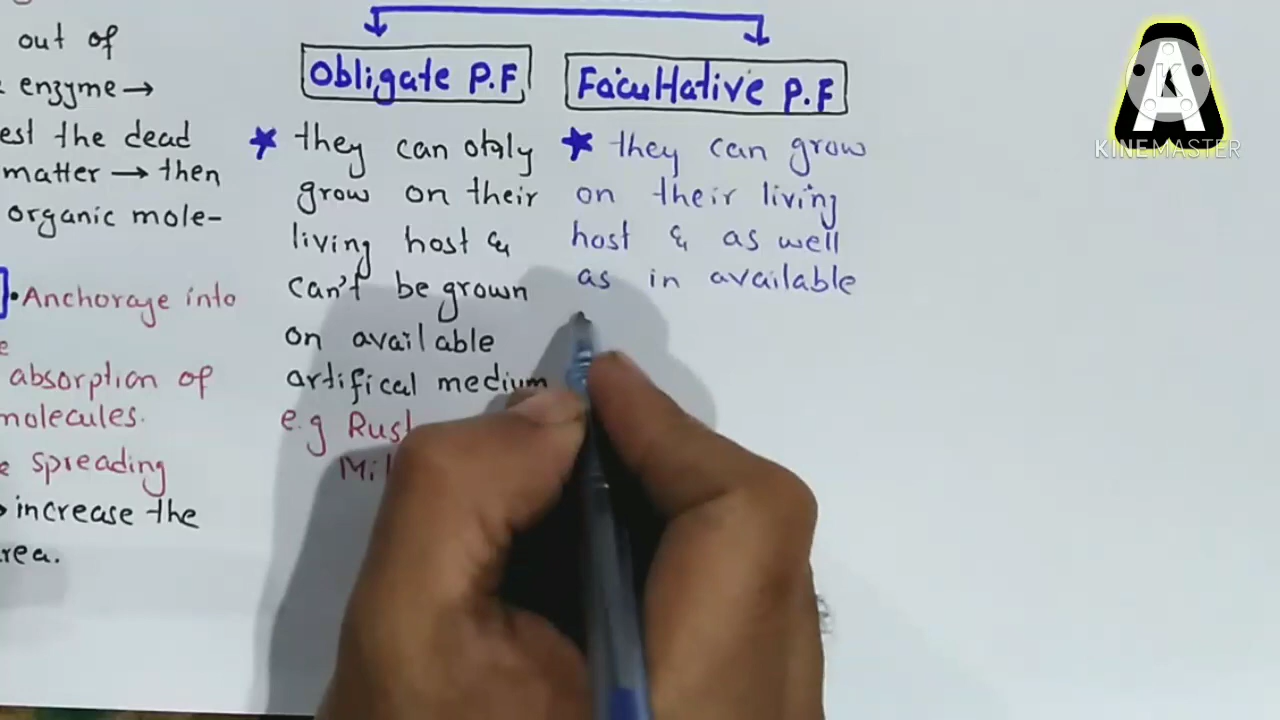 out of
enzyme →
est the dead
matter → then
organic mole-
• Anchorage into
absorption of
molecules.
spreading
increase the
rea.
Obligate P.F
★ they can only
grow on their
living host &
can't be grown
on available
artifical medium
e.g Rust
Mil
Facultative P.F
★ they can grow
on their living
host & as well
as in available
A
K
KINEMASTER